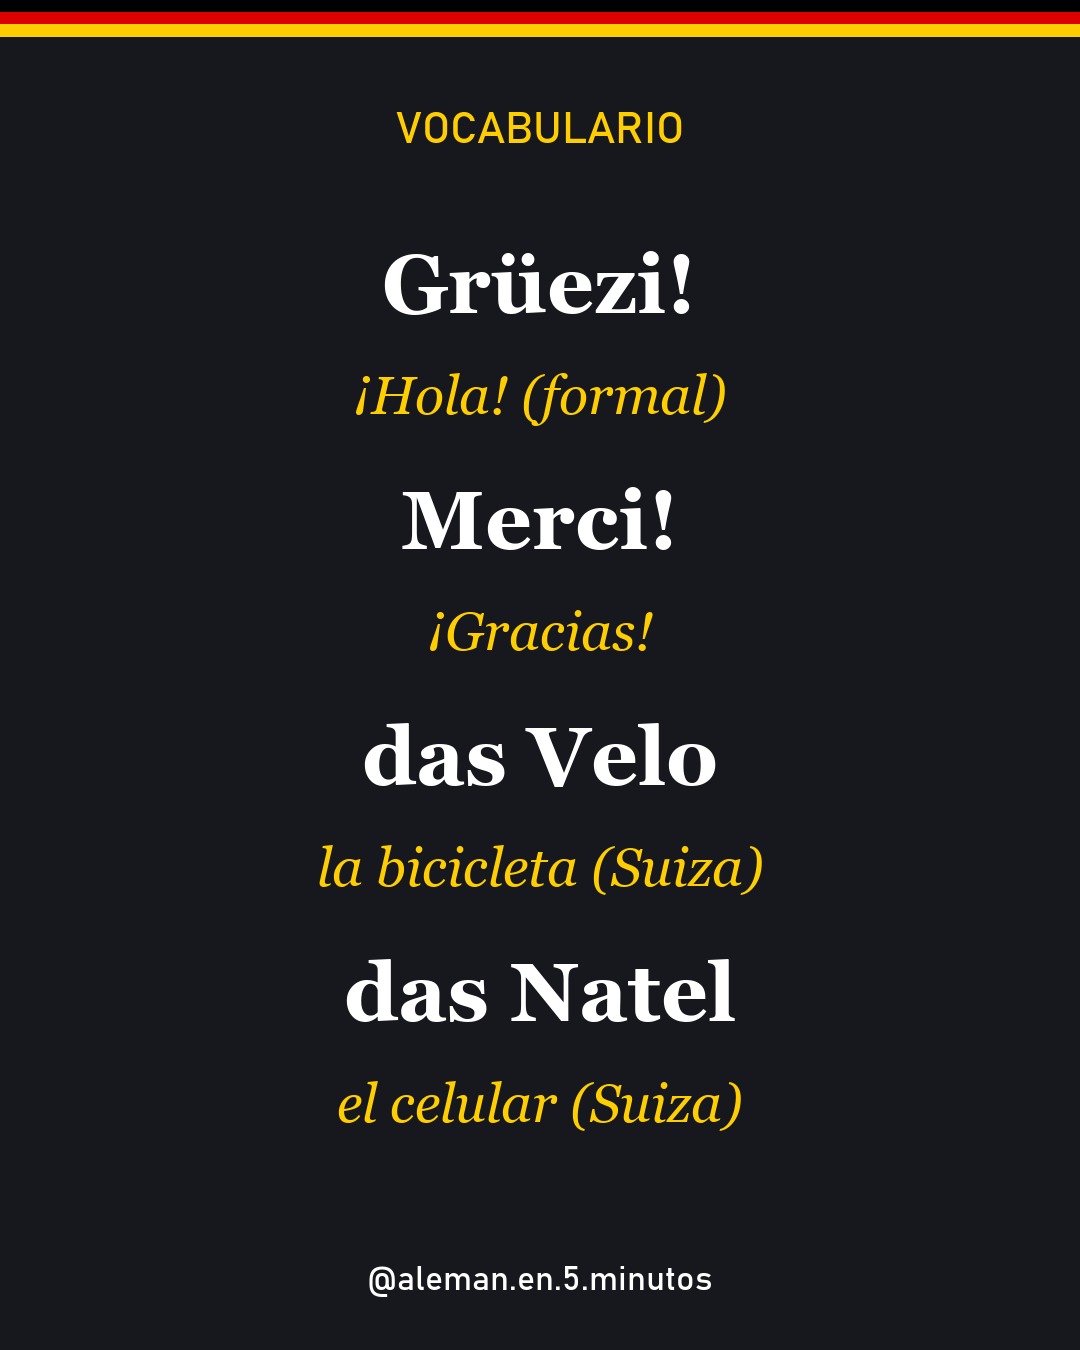 VOCABULARIO
Grüezi!
¡Hola! (formal)
Merci!
¡Gracias!
das Velo
la bicicleta (Suiza)
das Natel
el celular (Suiza)
@aleman.en.5.minutos